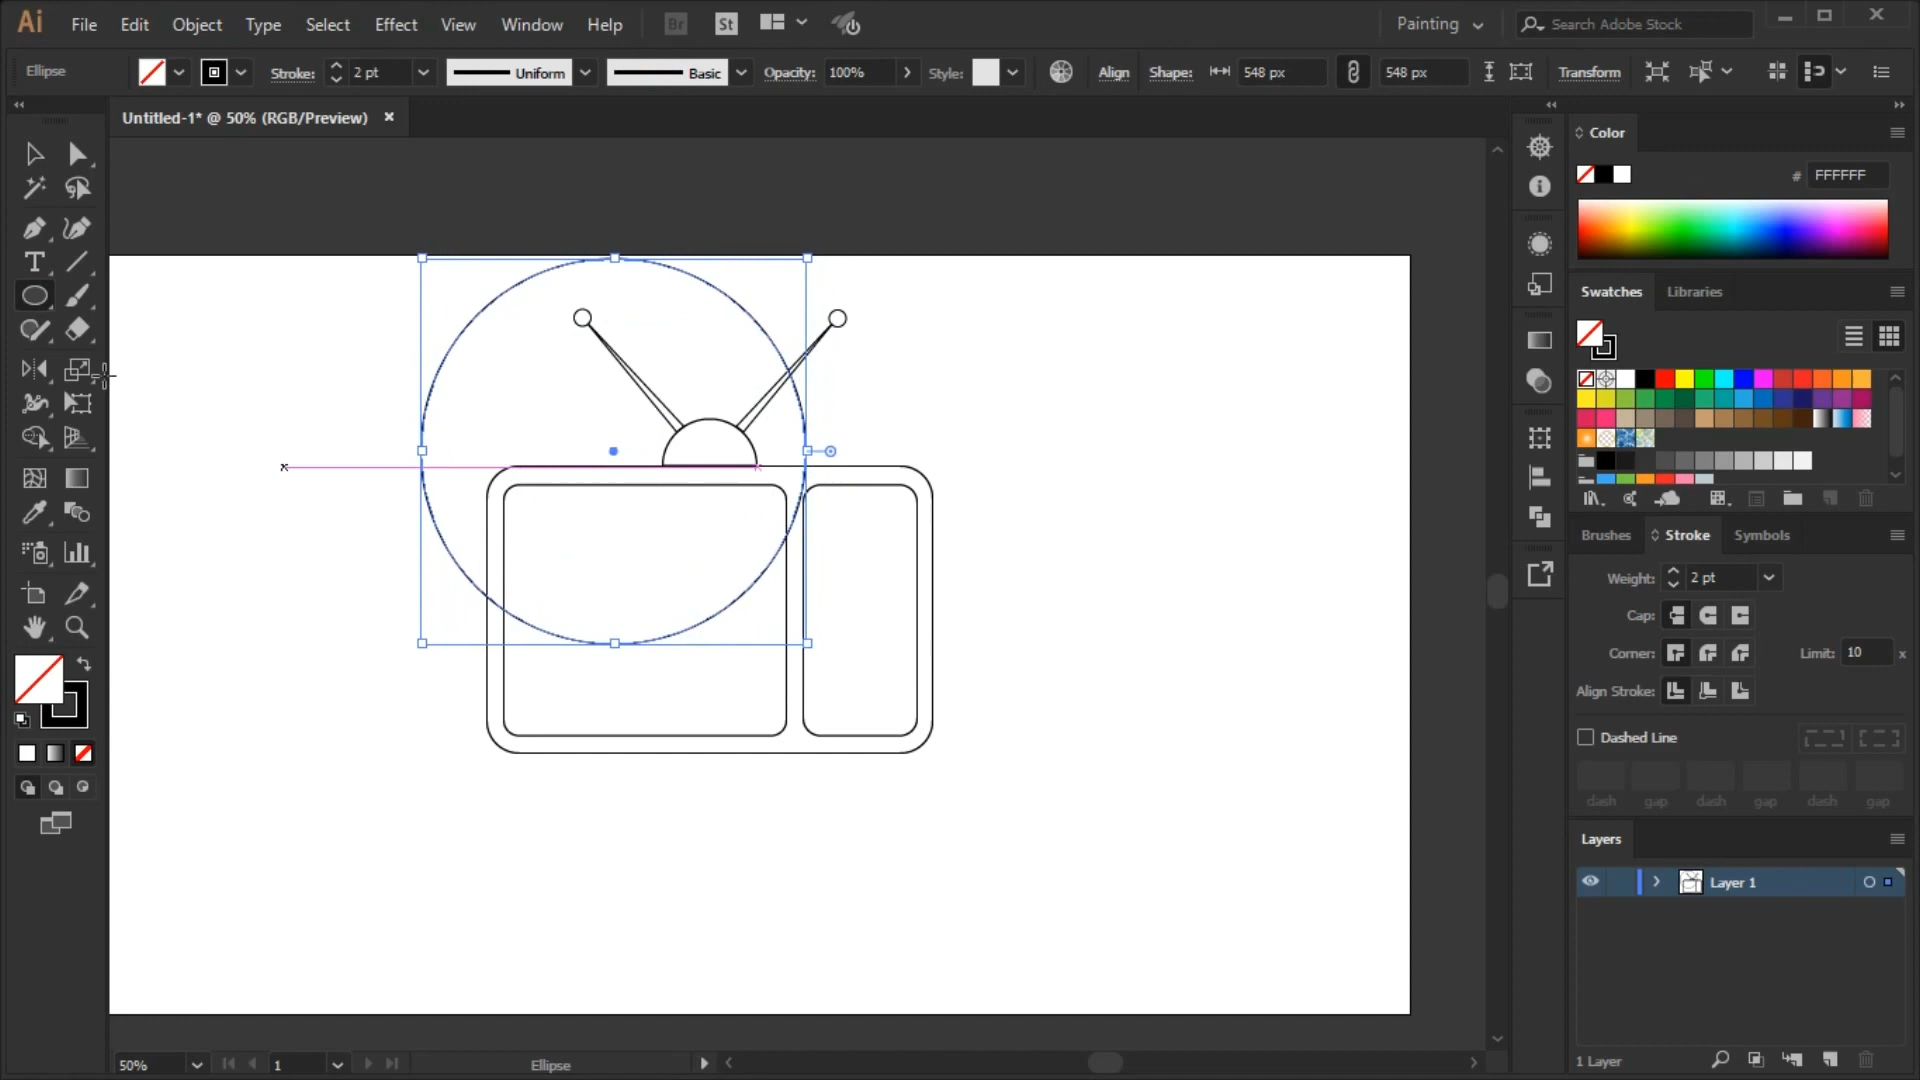 Ai File Edit Object Type Select Effect View Window Help Br St Painting Search Adobe Stock
Ellipse Stroke: 2 pt Uniform Basic Opacity: 100% Style: Align Shape: 548 px 548 px Transform
Untitled-1* @ 50% (RGB/Preview)
Color
# FFFFFF
Swatches Libraries
Brushes Stroke Symbols
Weight: 2 pt
Cap:
Corner: Limit: 10 x
Align Stroke:
Dashed Line
dash gap dash gap dash gap
Layers
Layer 1
50% 1 Ellipse 1 Layer